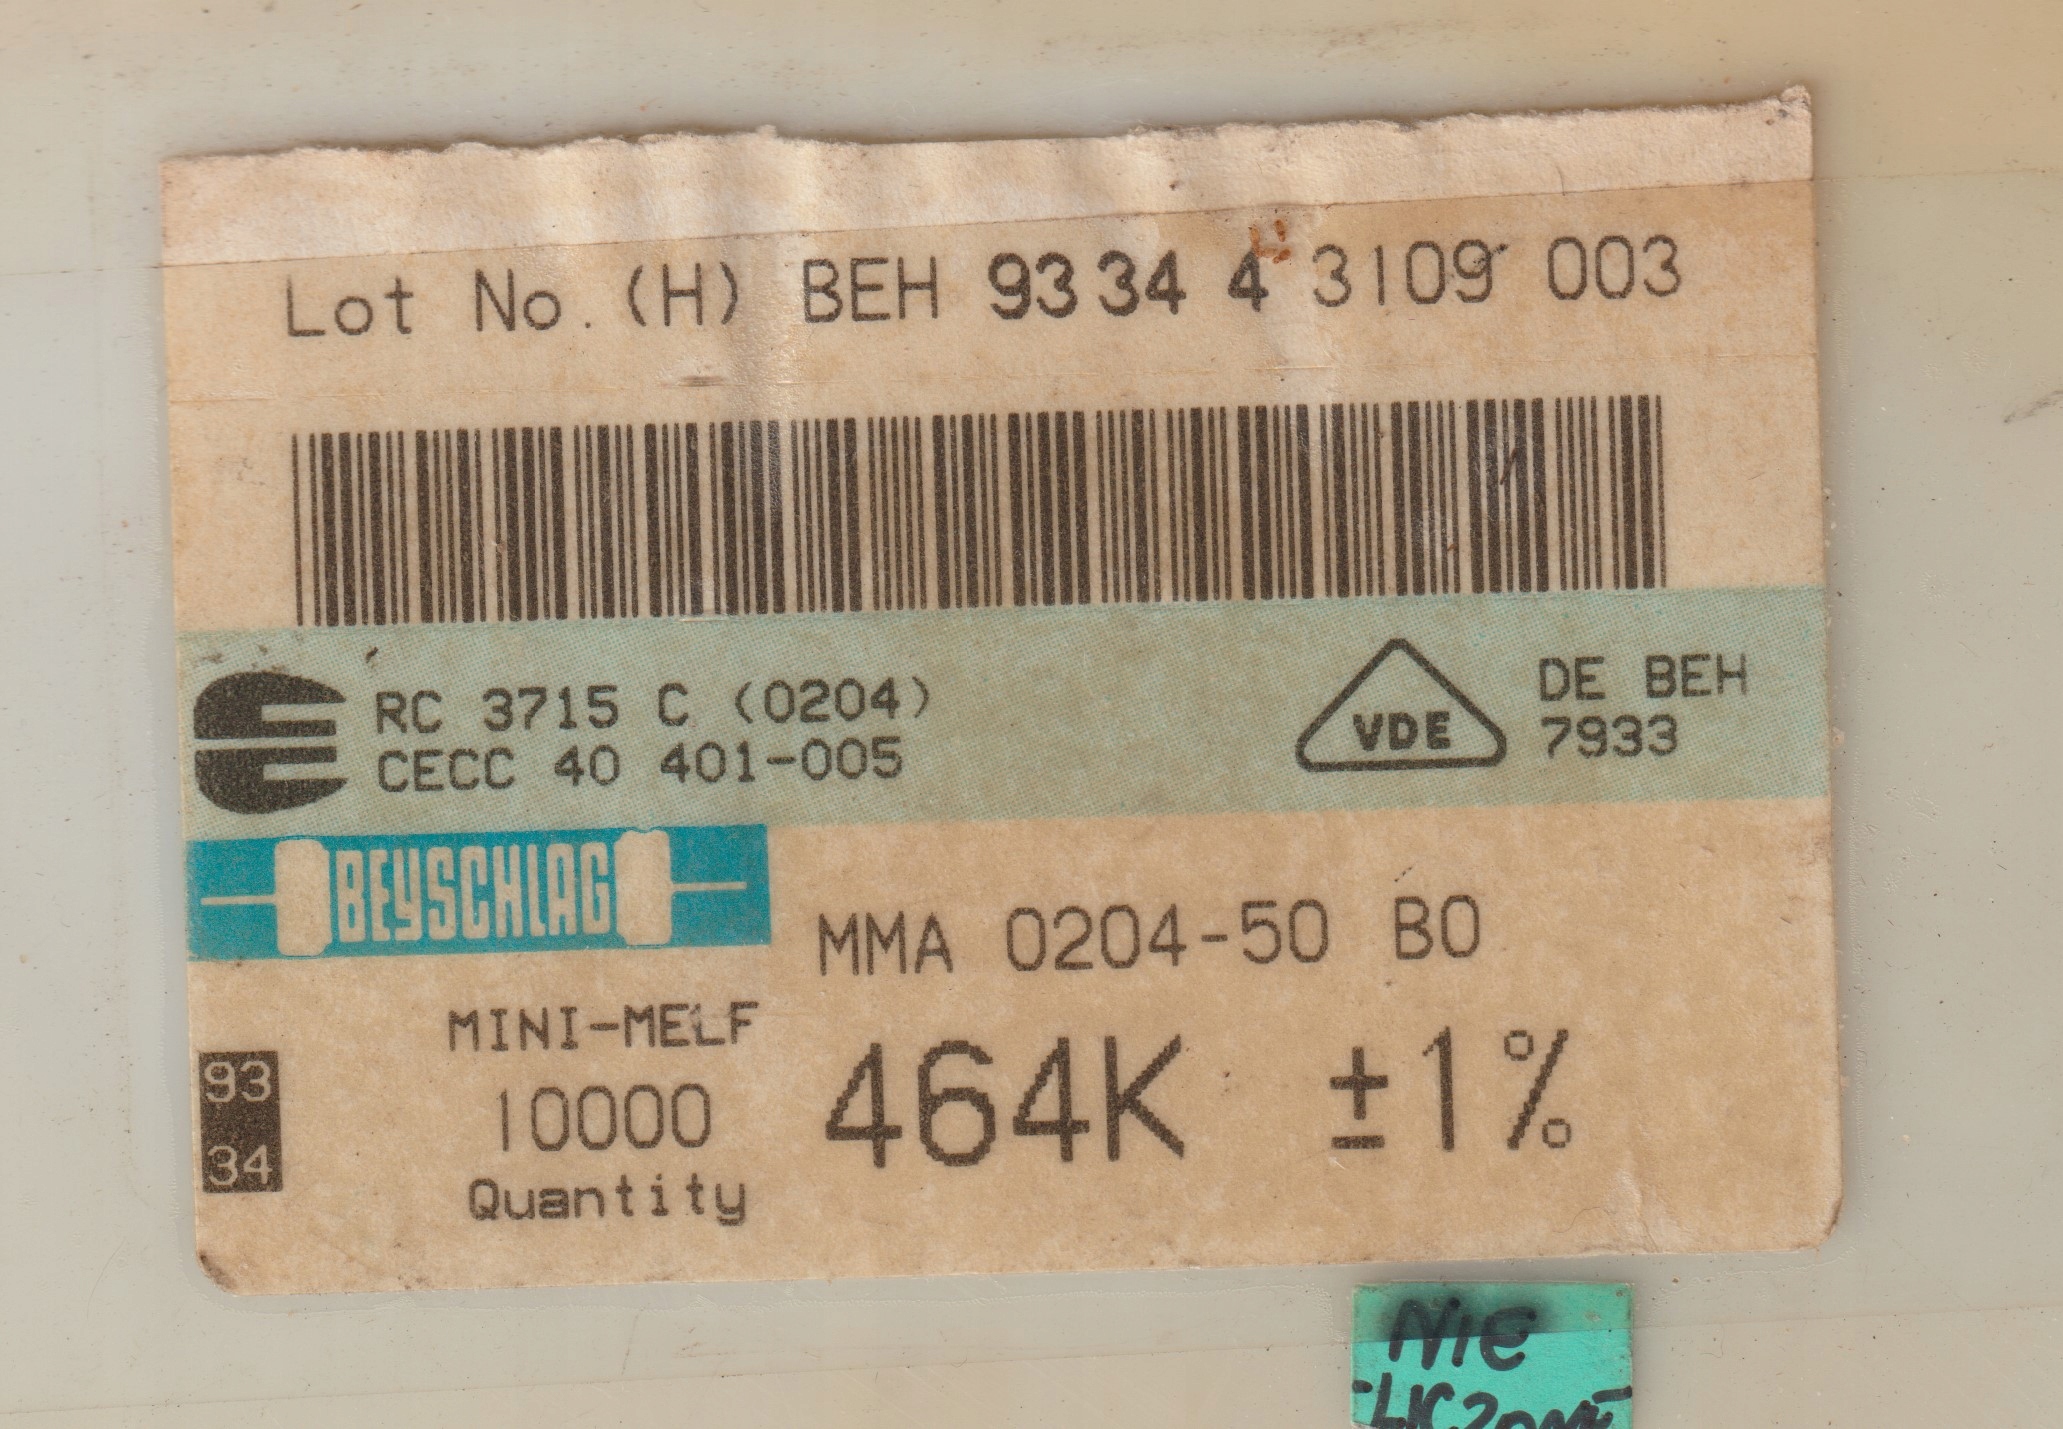 Lot No. (H) BEH 93 34 4 3109 003
RC 3715 C (0204)
CECC 40 401-005
VDE
DE BEH
7933
BEYSCHLAG
MMA 0204-50 B0
MINI-MELF
464K ±1%
10000
Quantity
93
34
NIE